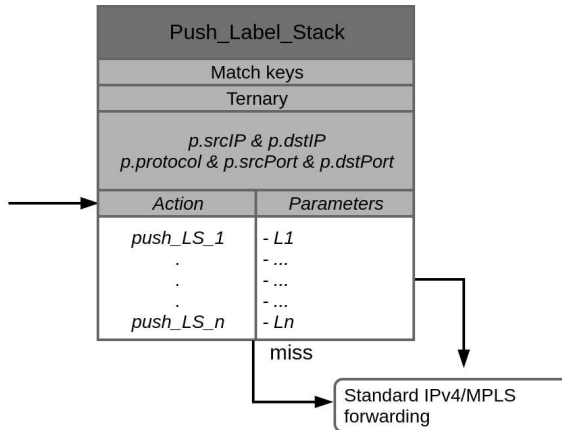 Push_Label_Stack
Match keys
Ternary
p.srcIP & p.dstIP
p.protocol & p.srcPort & p.dstPort
Action Parameters
push_LS_1 - L1
. - ...
. - ...
. - ...
push_LS_n - Ln
miss
Standard IPv4/MPLS
forwarding